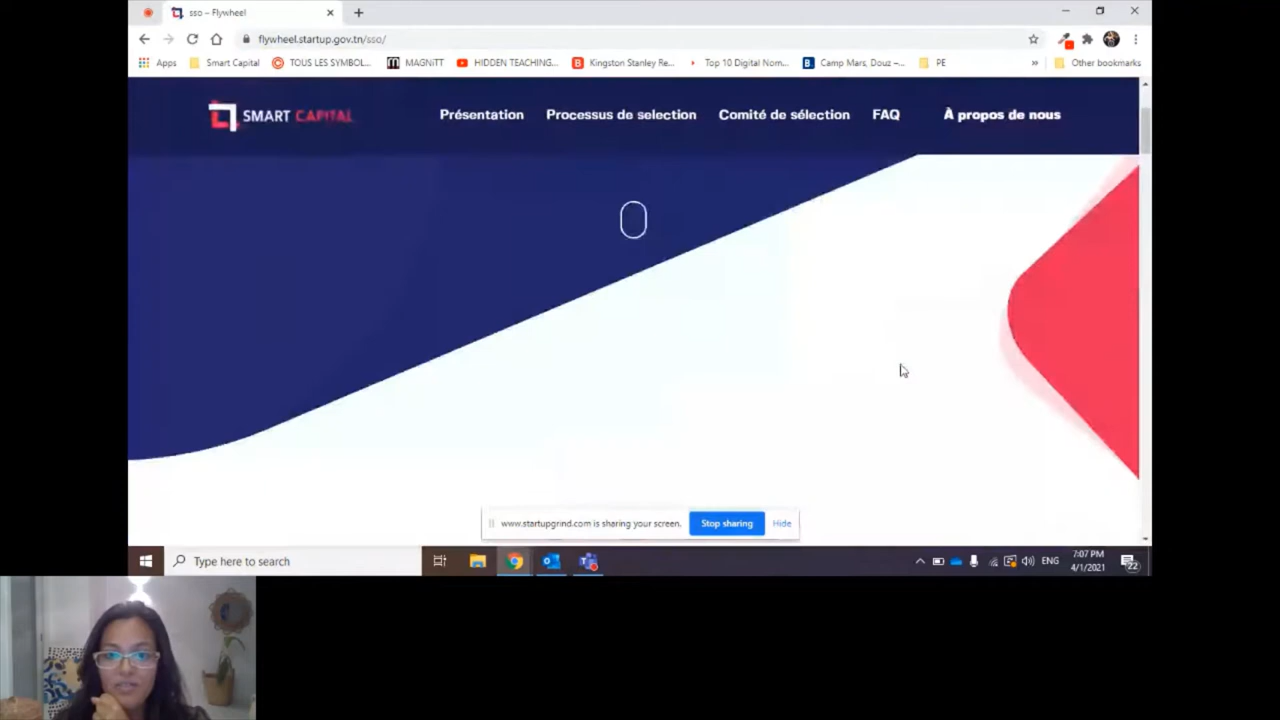 sso – Flywheel
flywheel.startup.gov.tn/sso/
Apps Smart Capital TOUS LES SYMBOL... MAGNiTT HIDDEN TEACHING... Kingston Stanley Re... Top 10 Digital Nom... Camp Mars, Douz –... PE » Other bookmarks
SMART CAPITAL Présentation Processus de selection Comité de sélection FAQ À propos de nous
www.startupgrind.com is sharing your screen. Stop sharing Hide
Type here to search ENG 7:07 PM
4/1/2021 22